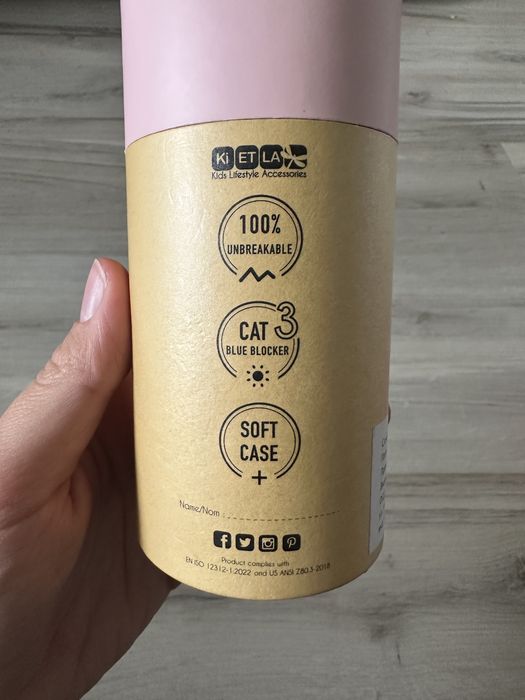 Ki ET LA
Kids Lifestyle Accessories
100%
UNBREAKABLE
CAT 3
BLUE BLOCKER
SOFT
CASE
Name/Nom
Product complies with
EN ISO 12312-1:2022 and US ANSI Z80.3-2018